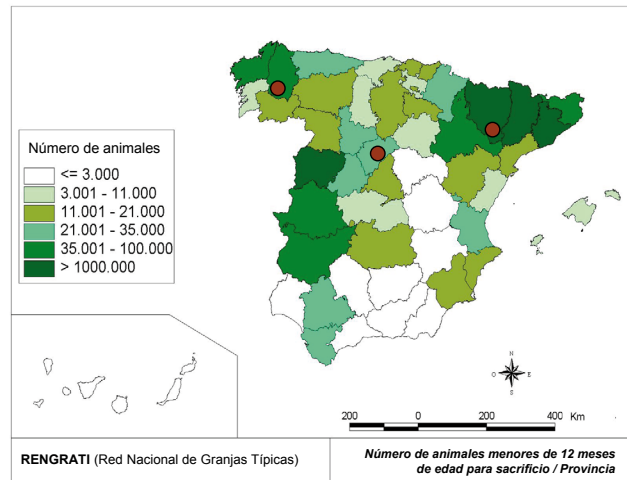 Número de animales
<= 3.000
3.001 - 11.000
11.001 - 21.000
21.001 - 35.000
35.001 - 100.000
> 1000.000
N
O E
S
200 0 200 400 Km
RENGRATI (Red Nacional de Granjas Típicas)
Número de animales menores de 12 meses
de edad para sacrificio / Provincia